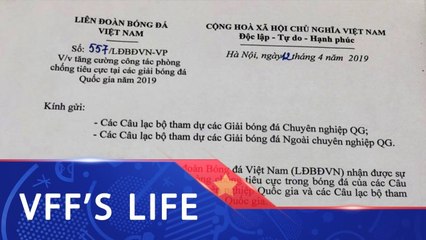 LIÊN ĐOÀN BÓNG ĐÁ
VIỆT NAM
Số: 557/LĐBĐVN-VP
V/v tăng cường công tác phòng
chống tiêu cực tại các giải bóng đá
Quốc gia năm 2019
CỘNG HOÀ XÃ HỘI CHỦ NGHĨA VIỆT NAM
Độc lập - Tự do - Hạnh phúc
Hà Nội, ngày 12 tháng 4 năm 2019
Kính gửi:
- Các Câu lạc bộ tham dự các Giải bóng đá Chuyên nghiệp QG;
- Các Câu lạc bộ tham dự các Giải bóng đá Ngoài chuyên nghiệp QG.
đoàn Bóng đá Việt Nam (LĐBĐVN) nhận được sự
tiêu cực trong bóng đá của các Câu
Quốc gia và các Câu lạc bộ tham
VFF'S LIFE